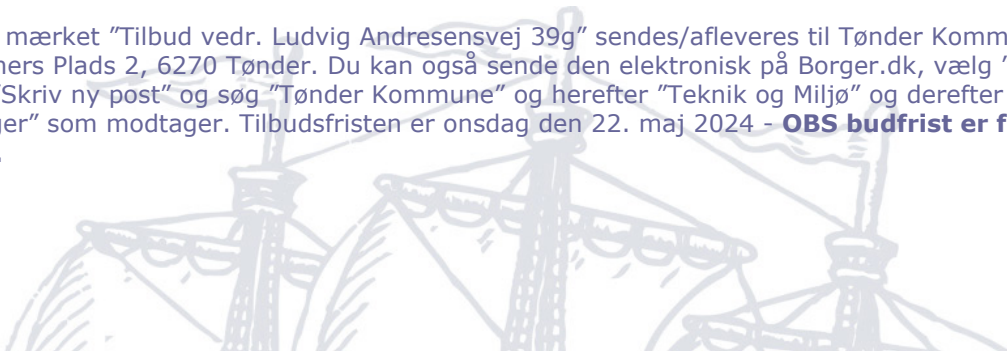 mærket ”Tilbud vedr. Ludvig Andresensvej 39g” sendes/afleveres til Tønder Komm
ners Plads 2, 6270 Tønder. Du kan også sende den elektronisk på Borger.dk, vælg ”
”Skriv ny post” og søg ”Tønder Kommune” og herefter ”Teknik og Miljø” og derefter
ger” som modtager. Tilbudsfristen er onsdag den 22. maj 2024 - OBS budfrist er f